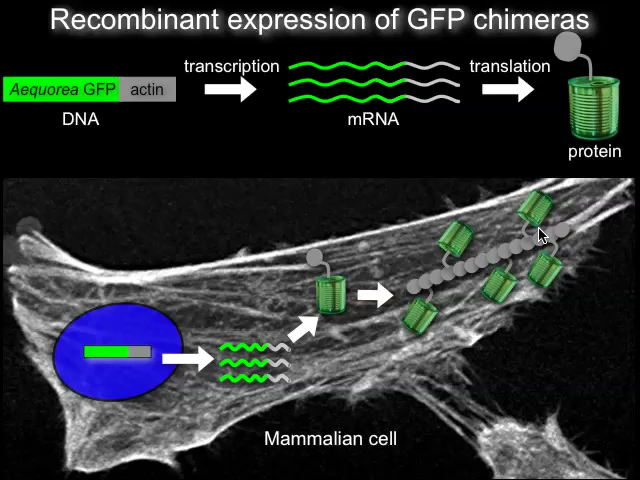 Recombinant expression of GFP chimeras
transcription
translation
Aequorea GFP actin
DNA
mRNA
protein
Mammalian cell